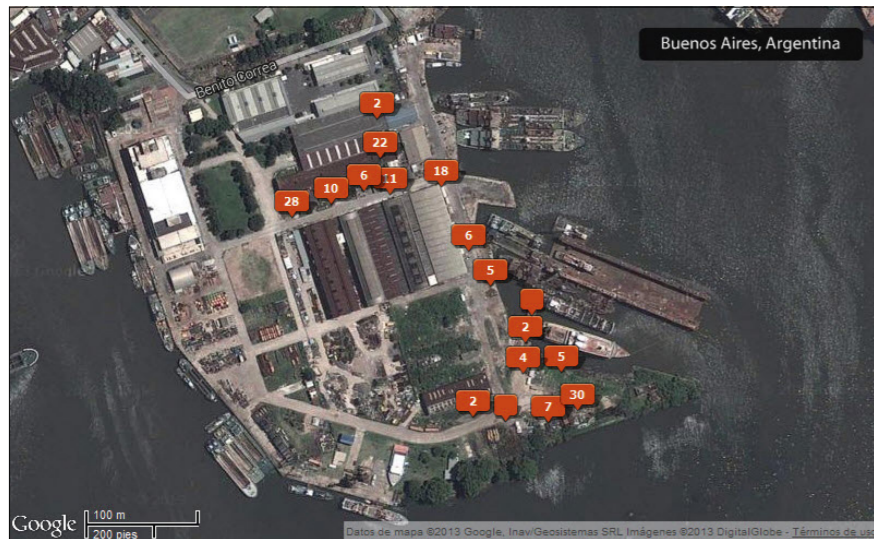 Buenos Aires, Argentina
Benito Correa
2
22
6
11
18
10
28
6
5
2
4
5
30
2
7
Google
Google
100 m
200 pies
Datos de mapa ©2013 Google, Inav/Geosistemas SRL Imágenes ©2013 DigitalGlobe - Términos de uso